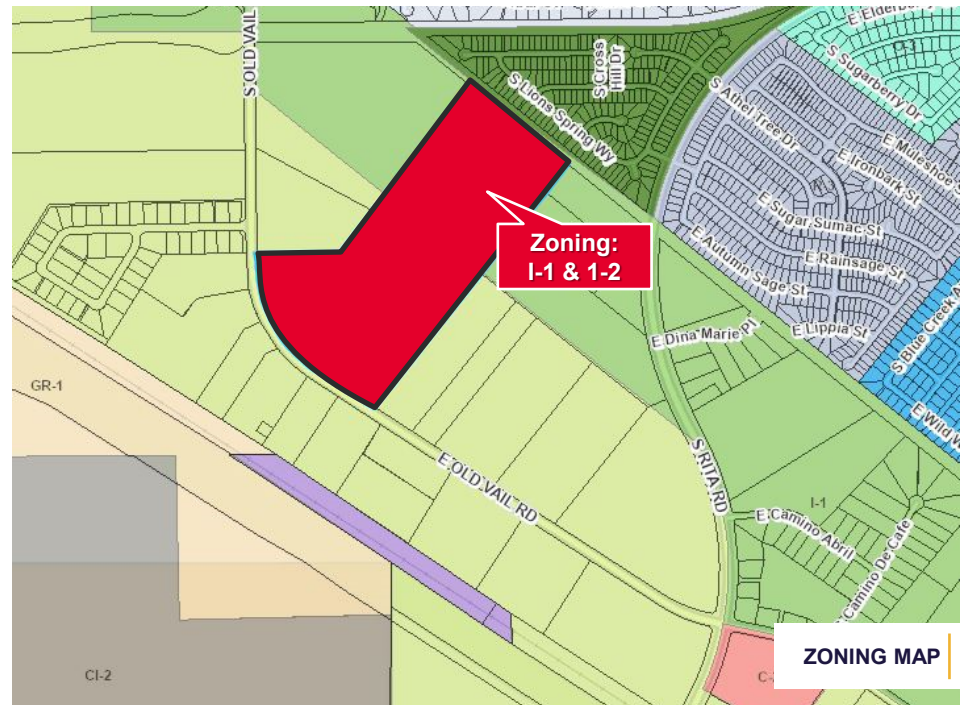 E Elderberry
S Cross
Hill Dr
S Sugarberry Dr
S OLD VAIL
S Lions Spring Wy
S Athel Tree Dr
E Muleshoe S
E Ironbark St
Zoning:
I-1 & 1-2
E Sugar Sumac St
E Rainsage St
E Autumn Sage St
S Blue Creek A
E Lippia St
E Dina Marie Pl
GR-1
E Wild W
S RITA RD
E OLD VAIL RD
I-1
E Camino Abril
E Camino De Cafe
ZONING MAP
CI-2
C-